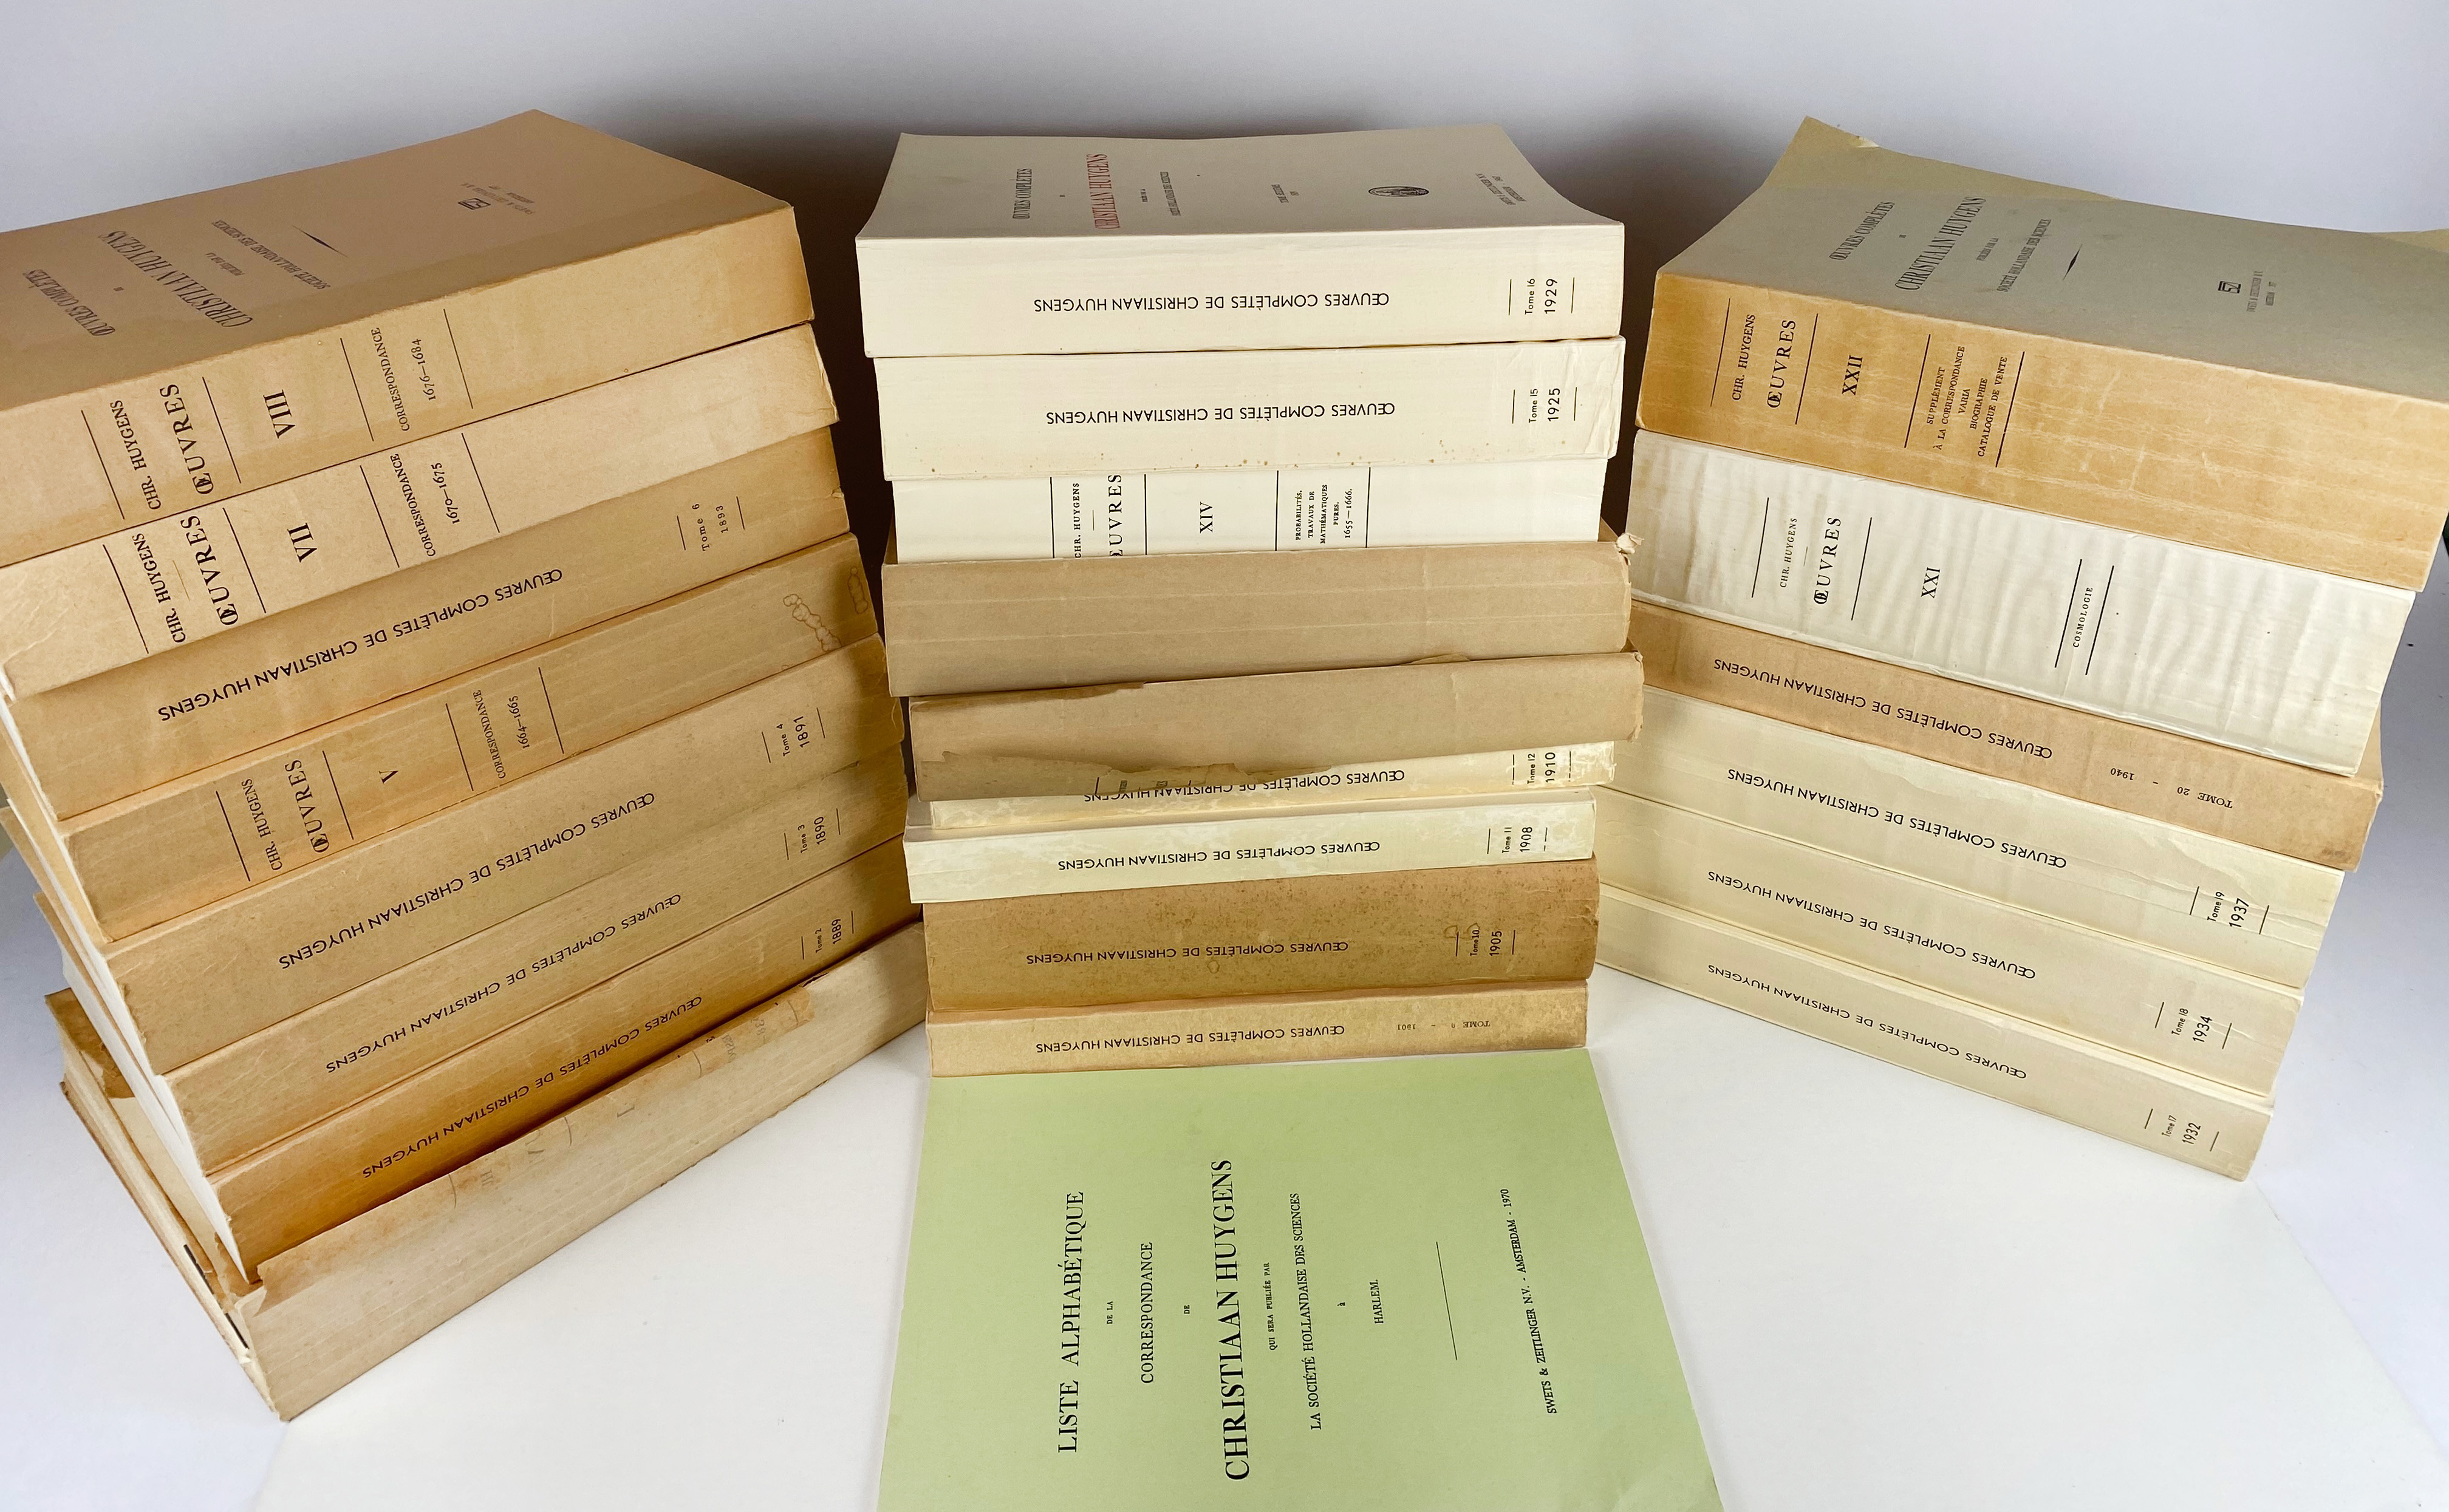 ŒUVRES COMPLÈTES
CHRISTIAAN HUYGENS
SOCIÉTÉ HOLLANDAISE DES SCIENCES
CHR. HUYGENS
ŒUVRES
VIII
CORRESPONDANCE
1676—1684
CHR. HUYGENS
ŒUVRES
VII
CORRESPONDANCE
1670—1675
ŒUVRES COMPLÈTES DE CHRISTIAAN HUYGENS
Tome 6
1893
CHR. HUYGENS
ŒUVRES
V
CORRESPONDANCE
1664—1665
ŒUVRES COMPLÈTES DE CHRISTIAAN HUYGENS
Tome 4
1891
ŒUVRES COMPLÈTES DE CHRISTIAAN HUYGENS
Tome 3
1890
ŒUVRES COMPLÈTES DE CHRISTIAAN HUYGENS
Tome 2
1889
ŒUVRES COMPLÈTES
CHRISTIAAN HUYGENS
ŒUVRES COMPLÈTES DE CHRISTIAAN HUYGENS
Tome 16
1929
ŒUVRES COMPLÈTES DE CHRISTIAAN HUYGENS
Tome 15
1925
CHR. HUYGENS
ŒUVRES
XIV
PROBABILITÉS.
TRAVAUX DE
MATHÉMATIQUES
PURES.
1655—1666.
ŒUVRES COMPLÈTES DE CHRISTIAAN HUYGENS
Tome 12
1910
ŒUVRES COMPLÈTES DE CHRISTIAAN HUYGENS
Tome 11
1908
ŒUVRES COMPLÈTES DE CHRISTIAAN HUYGENS
Tome 10
1905
ŒUVRES COMPLÈTES DE CHRISTIAAN HUYGENS
TOME 9 - 1901
LISTE ALPHABÉTIQUE
DE LA
CORRESPONDANCE
DE
CHRISTIAAN HUYGENS
QUI SERA PUBLIÉE PAR
LA SOCIÉTÉ HOLLANDAISE DES SCIENCES
à
HARLEM.
SWETS & ZEITLINGER N.V. - AMSTERDAM - 1970
ŒUVRES COMPLÈTES
CHRISTIAAN HUYGENS
SOCIÉTÉ HOLLANDAISE DES SCIENCES
CHR. HUYGENS
ŒUVRES
XXII
SUPPLÉMENT
À LA CORRESPONDANCE
VARIA
BIOGRAPHIE
CATALOGUE DE VENTE
CHR. HUYGENS
ŒUVRES
XXI
COSMOLOGIE
ŒUVRES COMPLÈTES DE CHRISTIAAN HUYGENS
TOME 20 - 1940
ŒUVRES COMPLÈTES DE CHRISTIAAN HUYGENS
Tome 19
1937
ŒUVRES COMPLÈTES DE CHRISTIAAN HUYGENS
Tome 18
1934
ŒUVRES COMPLÈTES DE CHRISTIAAN HUYGENS
Tome 17
1932